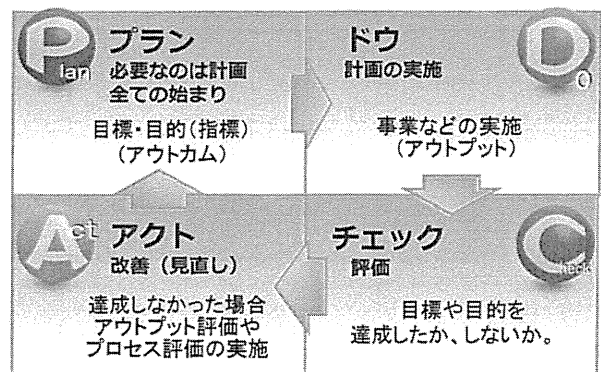 Plan
プラン
必要なのは計画
全ての始まり
目標・目的(指標)
(アウトカム)
ドウ
計画の実施
Do
事業などの実施
(アウトプット)
Act
アクト
改善(見直し)
達成しなかった場合
アウトプット評価や
プロセス評価の実施
チェック
評価
Check
目標や目的を
達成したか、しないか。